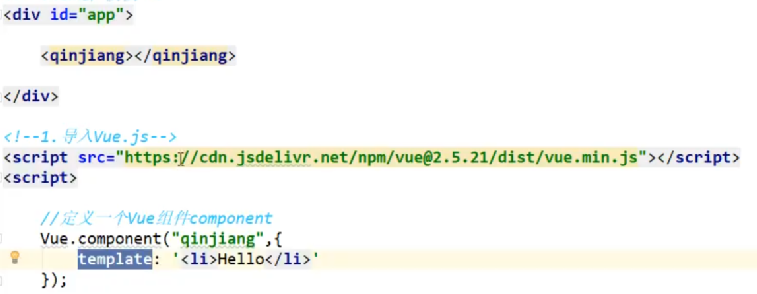 <div id="app">
<qinjiang></qinjiang>
</div>
<!--1.导入Vue.js-->
<script src="https://cdn.jsdelivr.net/npm/vue@2.5.21/dist/vue.min.js"></script>
<script>
//定义一个Vue组件component
Vue.component("qinjiang",{
template: '<li>Hello</li>'
});